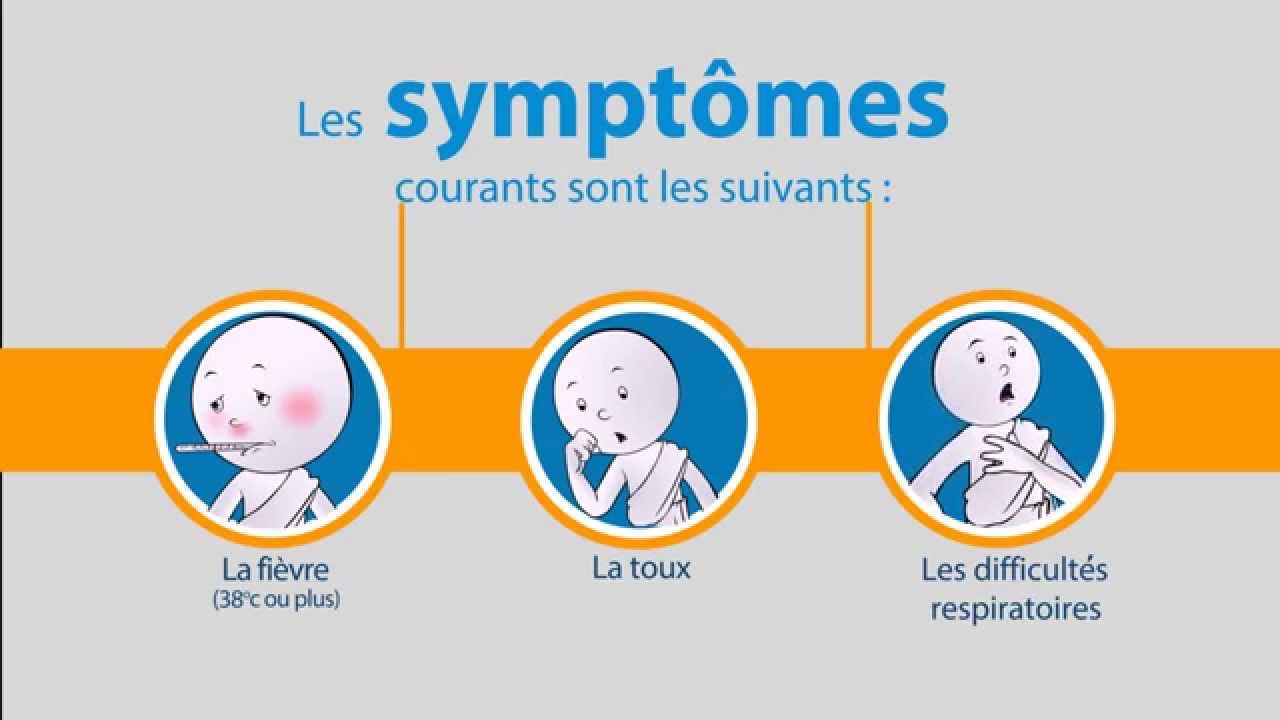 Les symptômes
courants sont les suivants :
La fièvre
(38°c ou plus)
La toux
Les difficultés
respiratoires